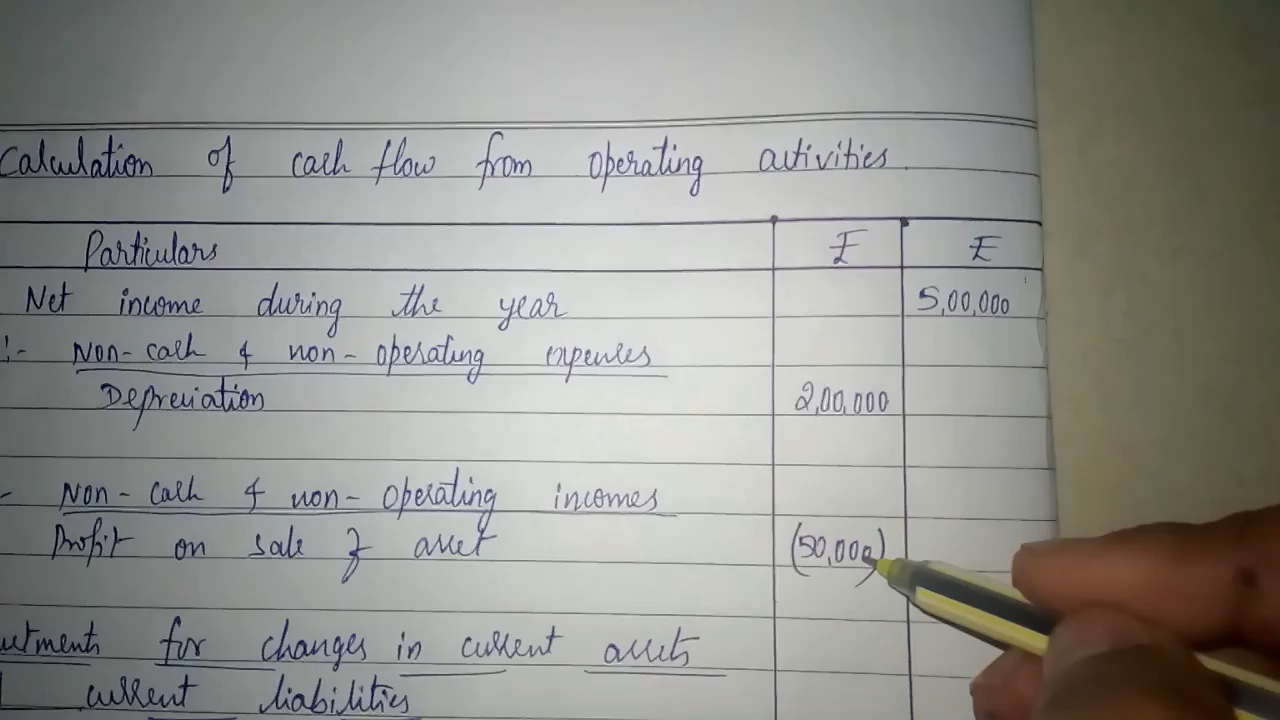 Calculation of cash flow from operating activities.
Particulars £ £
Net income during the year 5,00,000
:- Non-cash & non-operating expenses
Depreciation 2,00,000
- Non-cash & non-operating incomes
Profit on sale of asset (50,000)
for changes in current assets
current liabilities